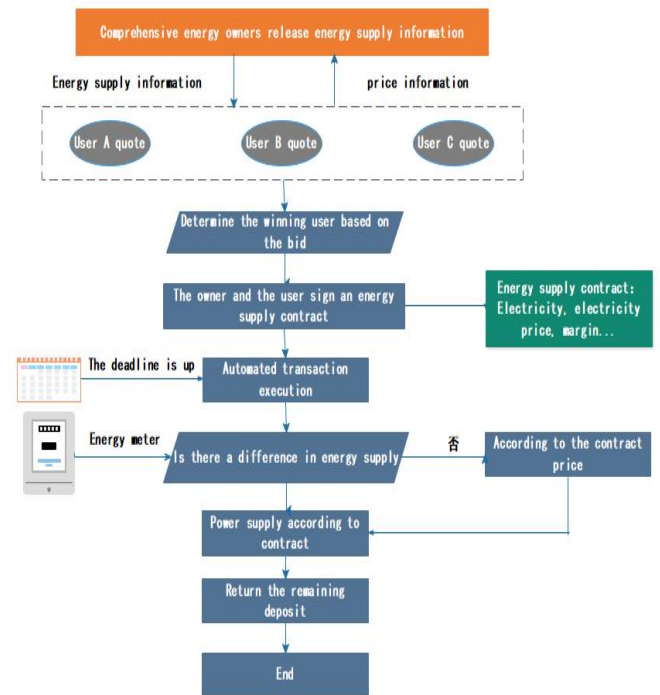 Comprehensive energy owners release energy supply information
Energy supply information
price information
User A quote
User B quote
User C quote
Determine the winning user based on
the bid
The owner and the user sign an energy
supply contract
Energy supply contract:
Electricity, electricity
price, margin...
The deadline is up
Automated transaction
execution
Energy meter
Is there a difference in energy supply
否
According to the contract
price
Power supply according to
contract
Return the remaining
deposit
End